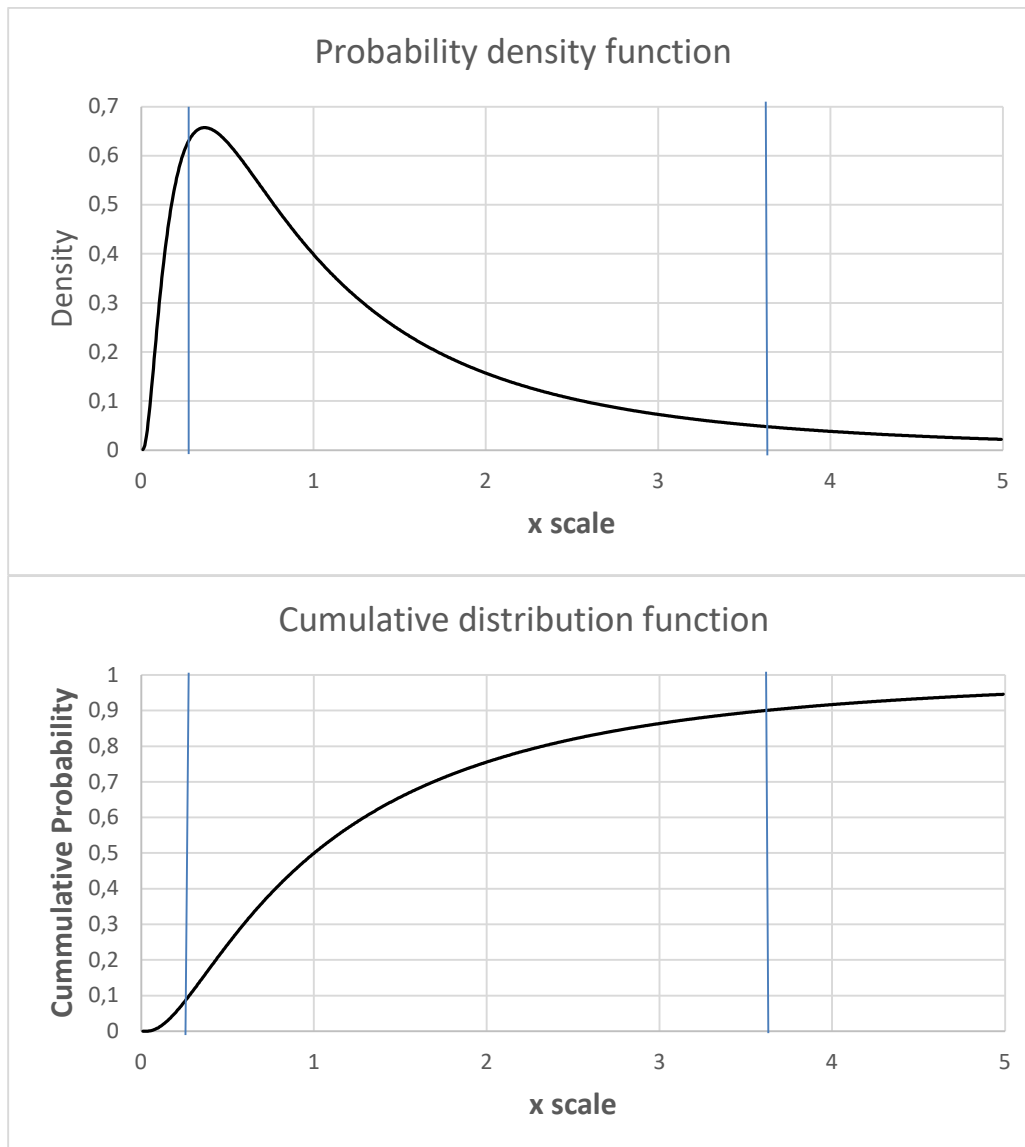 Probability density function
0,7
0,6
0,5
0,4
0,3
0,2
0,1
0
Density
0 1 2 3 4 5
x scale
Cumulative distribution function
1
0,9
0,8
0,7
0,6
0,5
0,4
0,3
0,2
0,1
0
Cummulative Probability
0 1 2 3 4 5
x scale